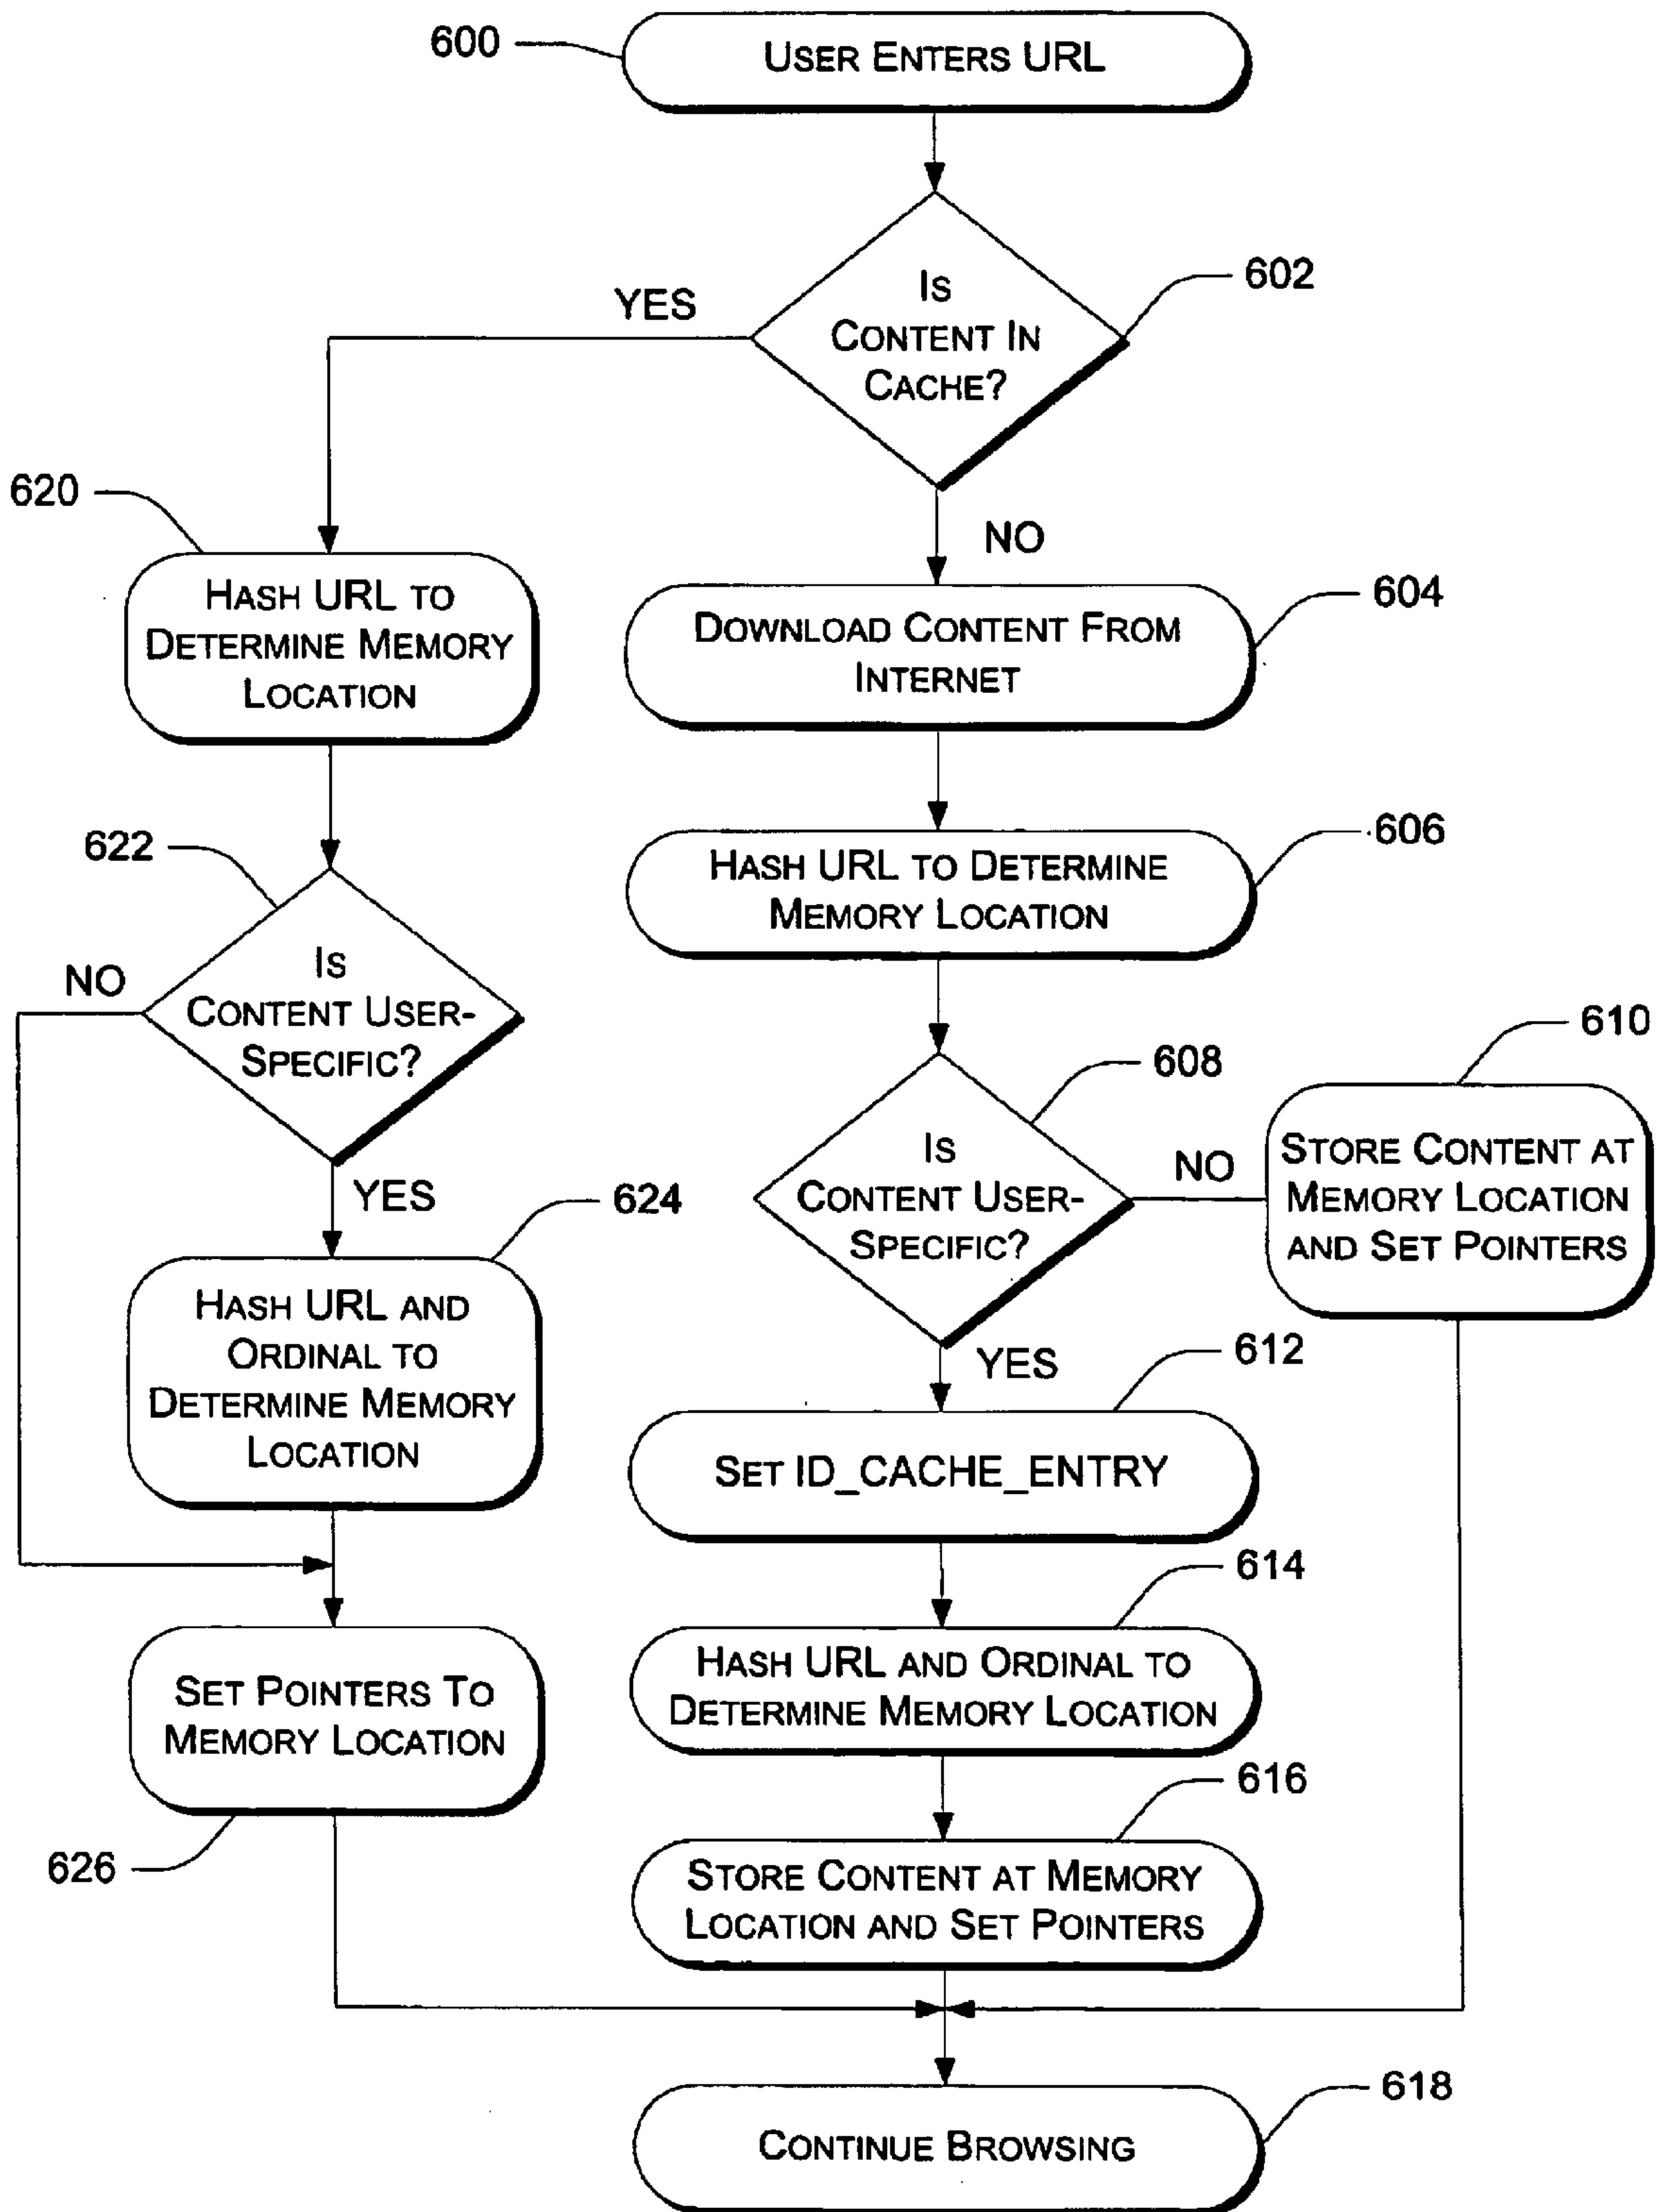 600
USER ENTERS URL
602
IS
CONTENT IN
CACHE?
YES
NO
620
HASH URL TO
DETERMINE MEMORY
LOCATION
604
DOWNLOAD CONTENT FROM
INTERNET
606
HASH URL TO DETERMINE
MEMORY LOCATION
622
IS
CONTENT USER-
SPECIFIC?
NO
YES
608
IS
CONTENT USER-
SPECIFIC?
NO
YES
610
STORE CONTENT AT
MEMORY LOCATION
AND SET POINTERS
624
HASH URL AND
ORDINAL TO
DETERMINE MEMORY
LOCATION
612
SET ID_CACHE_ENTRY
614
HASH URL AND ORDINAL TO
DETERMINE MEMORY LOCATION
SET POINTERS TO
MEMORY LOCATION
626
616
STORE CONTENT AT MEMORY
LOCATION AND SET POINTERS
618
CONTINUE BROWSING